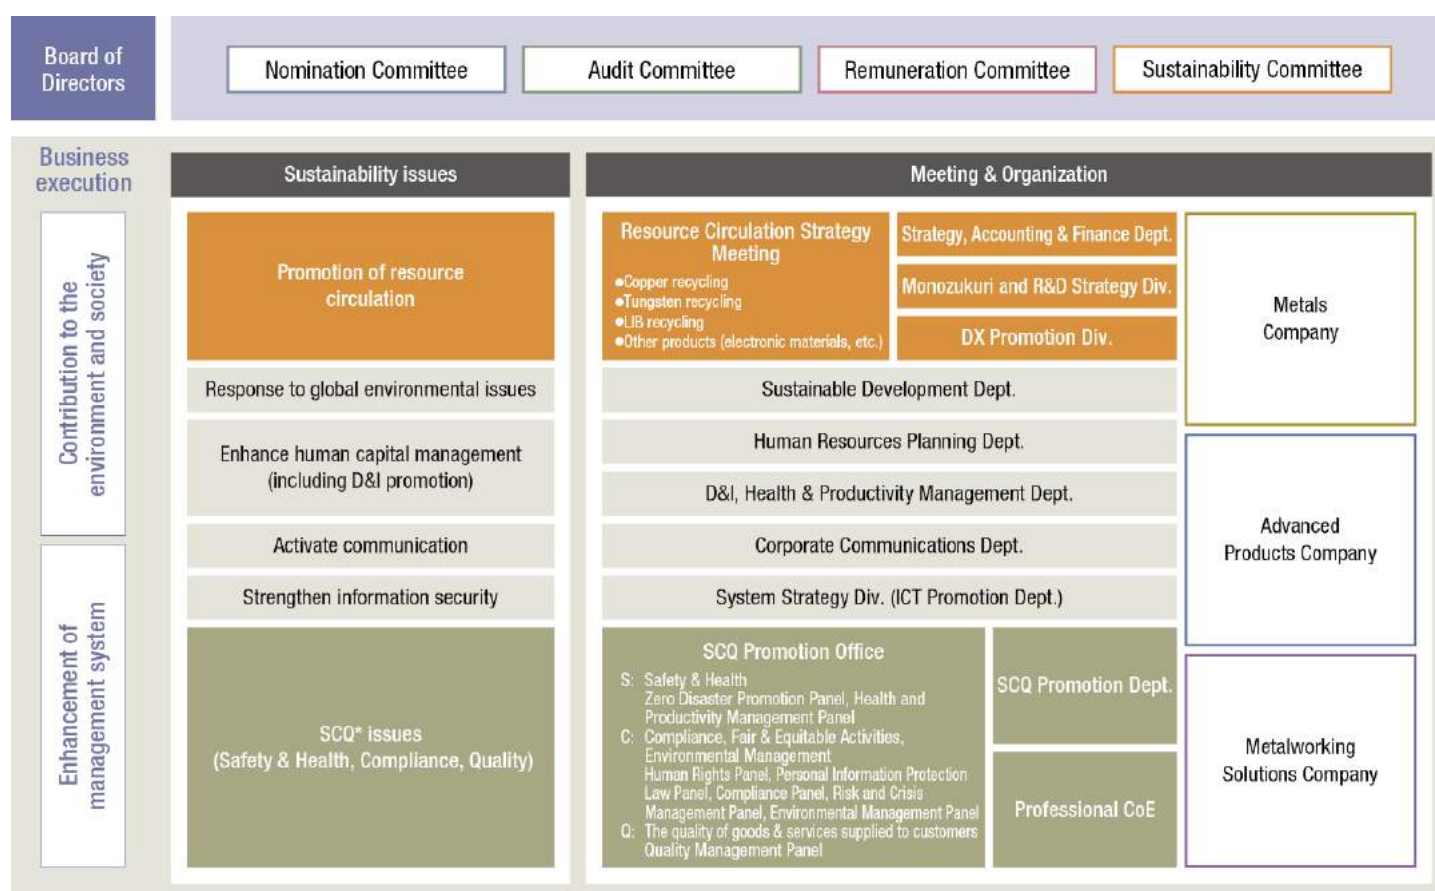 Board of
Directors
Nomination Committee
Audit Committee
Remuneration Committee
Sustainability Committee
Business
execution
Sustainability issues
Meeting & Organization
Contribution to the
environment and society
Promotion of resource
circulation
Resource Circulation Strategy
Meeting
●Copper recycling
●Tungsten recycling
●LIB recycling
●Other products (electronic materials, etc.)
Strategy, Accounting & Finance Dept.
Monozukuri and R&D Strategy Div.
DX Promotion Div.
Metals
Company
Response to global environmental issues
Sustainable Development Dept.
Enhance human capital management
(including D&I promotion)
Human Resources Planning Dept.
D&I, Health & Productivity Management Dept.
Advanced
Products Company
Activate communication
Corporate Communications Dept.
Strengthen information security
System Strategy Div. (ICT Promotion Dept.)
Enhancement of
management system
SCQ* issues
(Safety & Health, Compliance, Quality)
SCQ Promotion Office
S: Safety & Health
Zero Disaster Promotion Panel, Health and
Productivity Management Panel
C: Compliance, Fair & Equitable Activities,
Environmental Management
Human Rights Panel, Personal Information Protection
Law Panel, Compliance Panel, Risk and Crisis
Management Panel, Environmental Management Panel
Q: The quality of goods & services supplied to customers
Quality Management Panel
SCQ Promotion Dept.
Professional CoE
Metalworking
Solutions Company